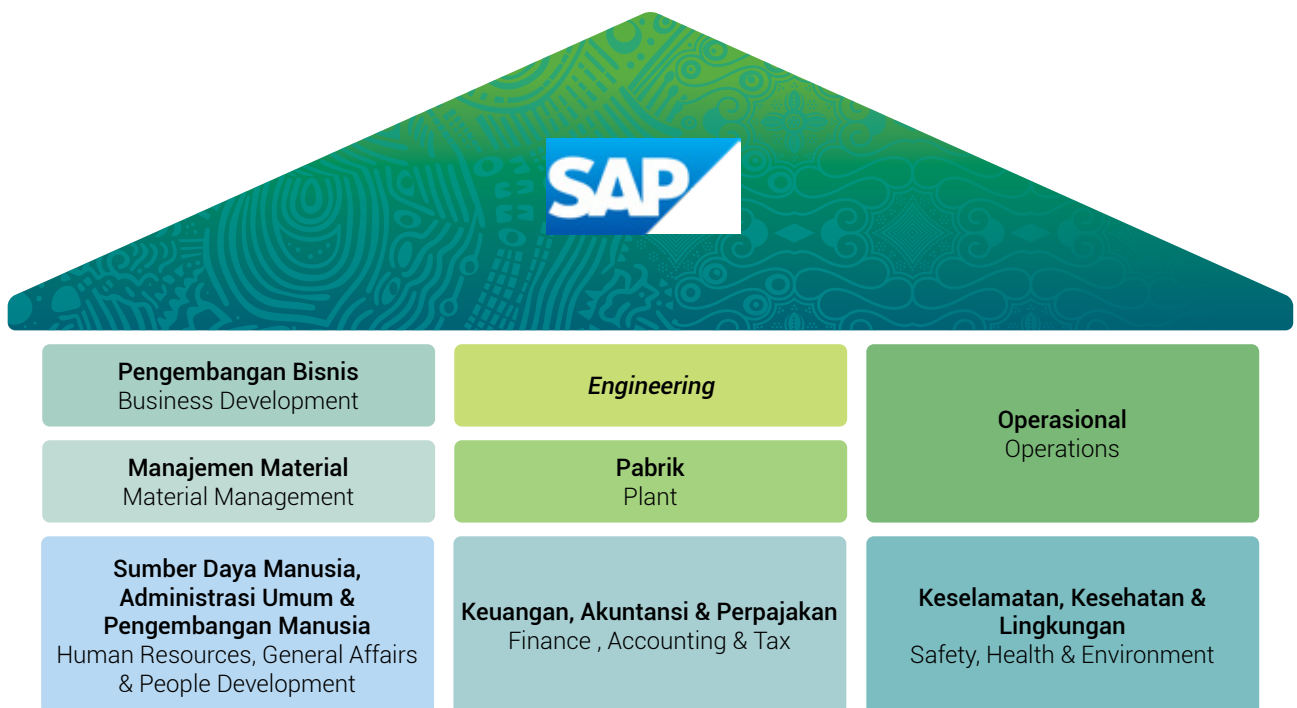 SAP
Pengembangan Bisnis
Business Development
Engineering
Operasional
Operations
Manajemen Material
Material Management
Pabrik
Plant
Sumber Daya Manusia,
Administrasi Umum &
Pengembangan Manusia
Human Resources, General Affairs
& People Development
Keuangan, Akuntansi & Perpajakan
Finance , Accounting & Tax
Keselamatan, Kesehatan &
Lingkungan
Safety, Health & Environment